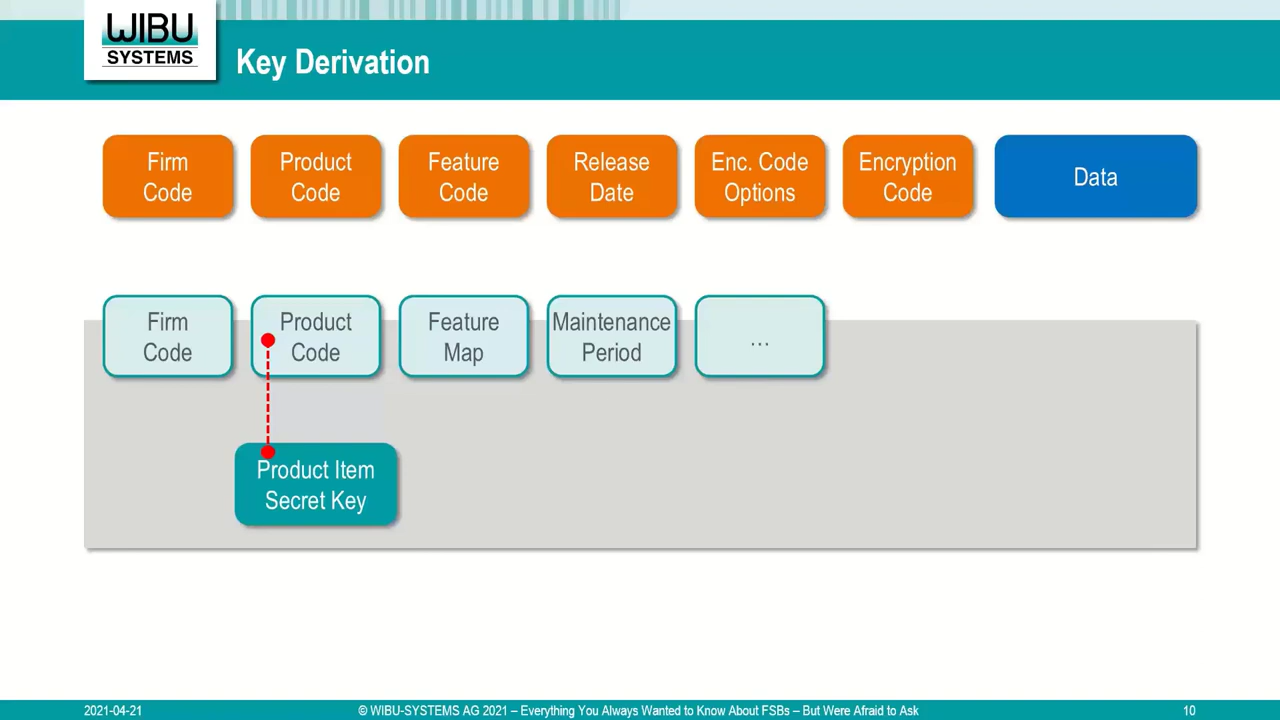 WIBU
SYSTEMS
Key Derivation
Firm
Code
Product
Code
Feature
Code
Release
Date
Enc. Code
Options
Encryption
Code
Data
Firm
Code
Product
Code
Feature
Map
Maintenance
Period
...
Product Item
Secret Key
2021-04-21
© WIBU-SYSTEMS AG 2021 – Everything You Always Wanted to Know About FSBs – But Were Afraid to Ask
10